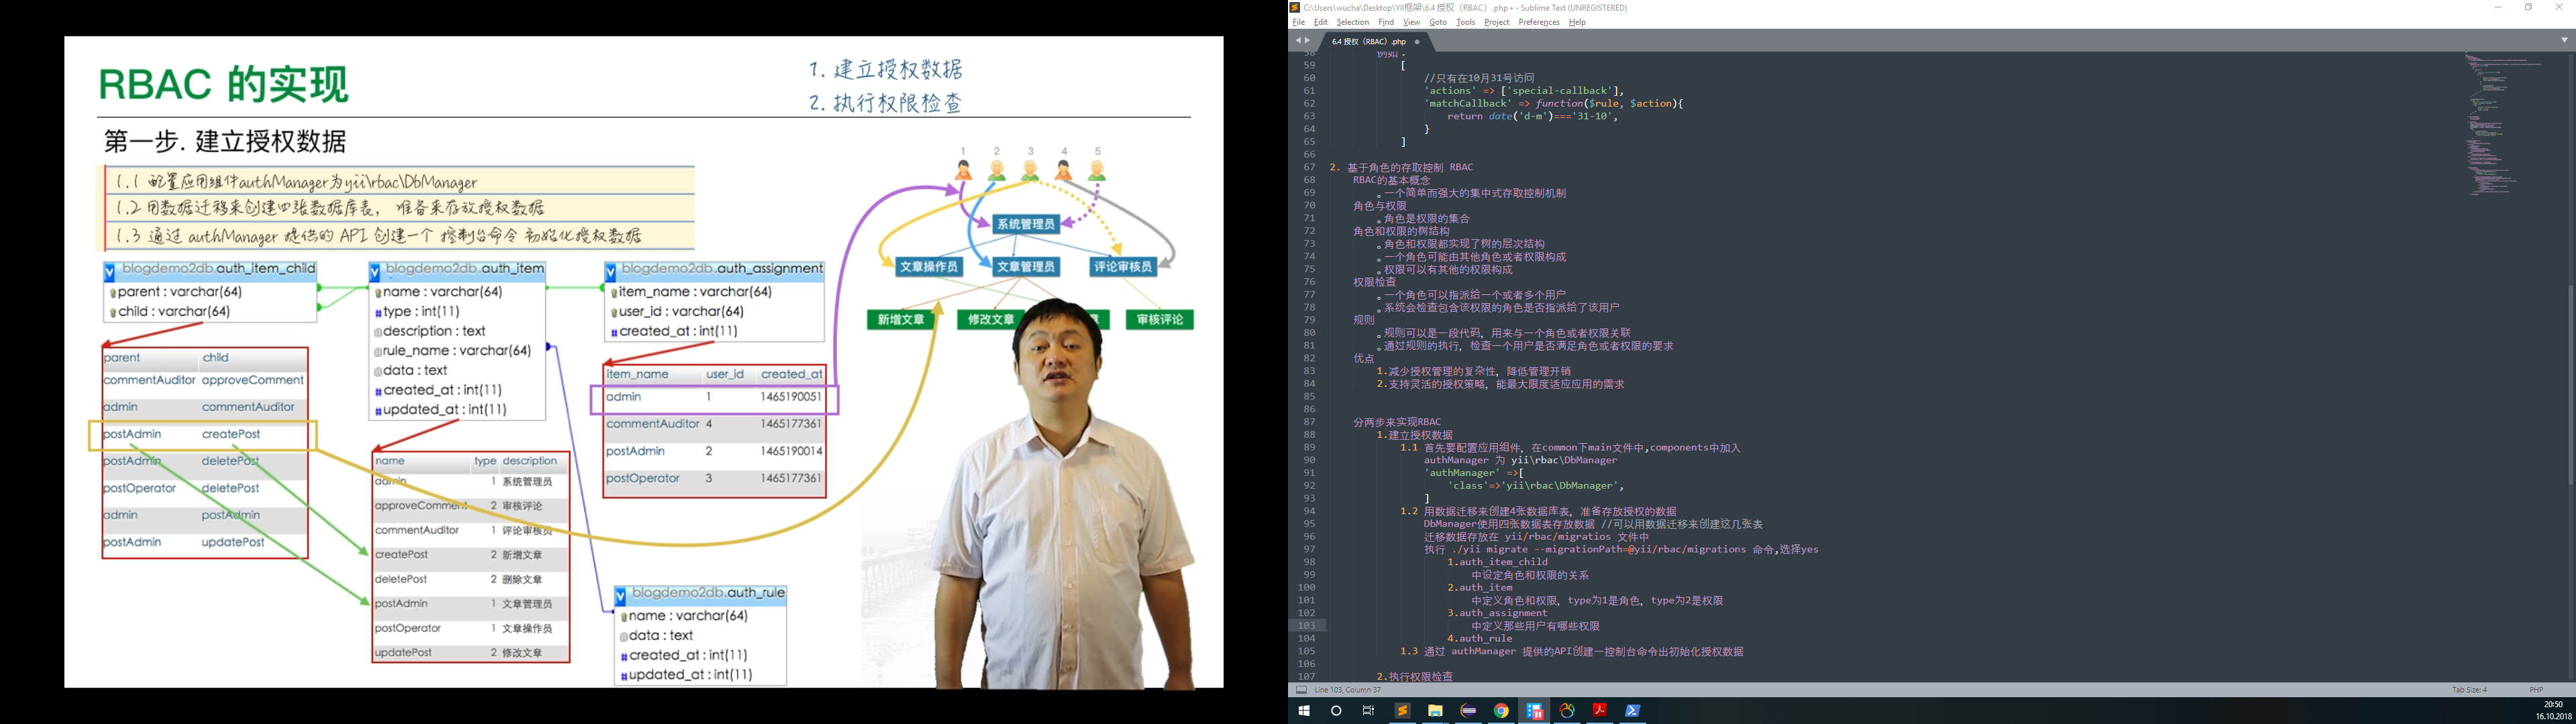 RBAC 的实现
1. 建立授权数据
2. 执行权限检查
第一步. 建立授权数据
1.1 配置应用组件authManager为yii\rbac\DbManager
1.2 用数据迁移来创建四张数据库表， 准备来存放授权数据
1.3 通过 authManager 提供的 API 创建一个 控制台命令 初始化授权数据
1 2 3 4 5
系统管理员
文章操作员 文章管理员 评论审核员
新增文章 修改文章 章 审核评论
blogdemo2db.auth_item_child
parent : varchar(64)
child : varchar(64)
blogdemo2db.auth_item
name : varchar(64)
type : int(11)
description : text
rule_name : varchar(64)
data : text
created_at : int(11)
updated_at : int(11)
blogdemo2db.auth_assignment
item_name : varchar(64)
user_id : varchar(64)
created_at : int(11)
parent child
commentAuditor approveComment
admin commentAuditor
postAdmin createPost
postAdmin deletePost
postOperator deletePost
admin postAdmin
postAdmin updatePost
name type description
admin 1 系统管理员
approveComment 2 审核评论
commentAuditor 1 评论审核员
createPost 2 新增文章
deletePost 2 删除文章
postAdmin 1 文章管理员
postOperator 1 文章操作员
updatePost 2 修改文章
item_name user_id created_at
admin 1 1465190051
commentAuditor 4 1465177361
postAdmin 2 1465190014
postOperator 3 1465177361
blogdemo2db.auth_rule
name : varchar(64)
data : text
created_at : int(11)
updated_at : int(11)
C:\Users\wucha\Desktop\YII框架\6.4 授权（RBAC）.php • - Sublime Text (UNREGISTERED)
File Edit Selection Find View Goto Tools Project Preferences Help
6.4 授权（RBAC）.php
58 例如：
59 [
60 //只有在10月31号访问
61 'actions' => ['special-callback'],
62 'matchCallback' => function($rule, $action){
63 return date('d-m')==='31-10',
64 }
65 ]
66
67 2. 基于角色的存取控制 RBAC
68 RBAC的基本概念
69 。一个简单而强大的集中式存取控制机制
70 角色与权限
71 。角色是权限的集合
72 角色和权限的树结构
73 。角色和权限都实现了树的层次结构
74 。一个角色可能由其他角色或者权限构成
75 。权限可以有其他的权限构成
76 权限检查
77 。一个角色可以指派给一个或者多个用户
78 。系统会检查包含该权限的角色是否指派给了该用户
79 规则
80 。规则可以是一段代码，用来与一个角色或者权限关联
81 。通过规则的执行，检查一个用户是否满足角色或者权限的要求
82 优点
83 1.减少授权管理的复杂性，降低管理开销
84 2.支持灵活的授权策略，能最大限度适应应用的需求
85
86
87 分两步来实现RBAC
88 1.建立授权数据
89 1.1 首先要配置应用组件，在common下main文件中,components中加入
90 authManager 为 yii\rbac\DbManager
91 'authManager' =>[
92 'class'=>'yii\rbac\DbManager',
93 ]
94 1.2 用数据迁移来创建4张数据库表，准备存放授权的数据
95 DbManager使用四张数据表存放数据 //可以用数据迁移来创建这几张表
96 迁移数据存放在 yii/rbac/migratios 文件中
97 执行 ./yii migrate --migrationPath=@yii/rbac/migrations 命令,选择yes
98 1.auth_item_child
99 中设定角色和权限的关系
100 2.auth_item
101 中定义角色和权限，type为1是角色，type为2是权限
102 3.auth_assignment
103 中定义那些用户有哪些权限
104 4.auth_rule
105 1.3 通过 authManager 提供的API创建一控制台命令出初始化授权数据
106
107 2.执行权限检查
Line 103, Column 37 Tab Size: 4 PHP
20:50
16.10.2018